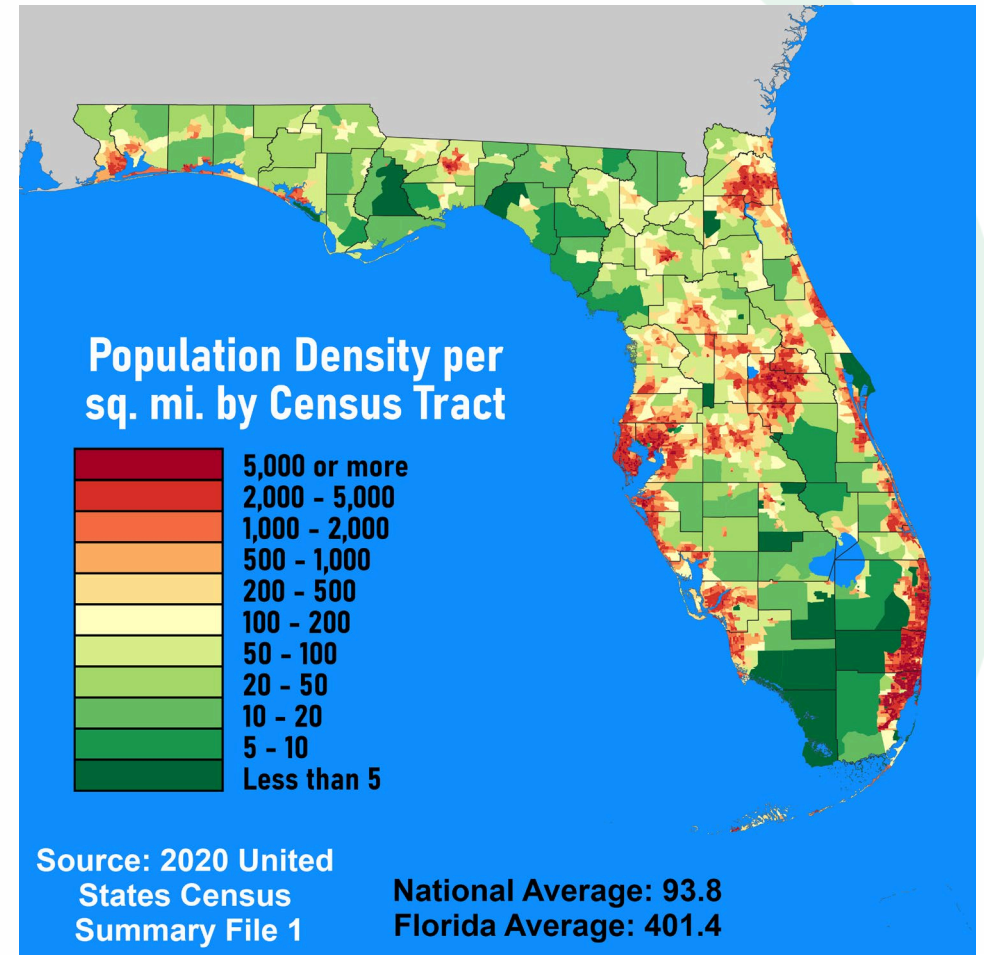 Population Density per
sq. mi. by Census Tract
5,000 or more
2,000 - 5,000
1,000 - 2,000
500 - 1,000
200 - 500
100 - 200
50 - 100
20 - 50
10 - 20
5 - 10
Less than 5
Source: 2020 United
States Census
Summary File 1
National Average: 93.8
Florida Average: 401.4